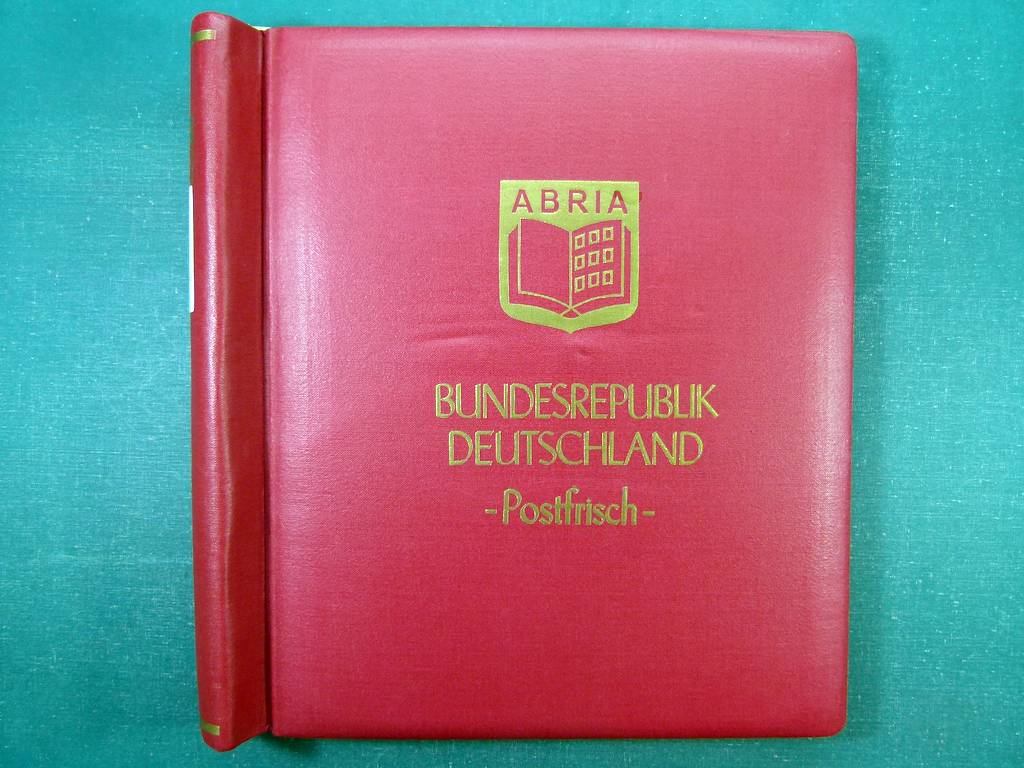 ABRIA
BUNDESREPUBLIK
DEUTSCHLAND
-Postfrisch-